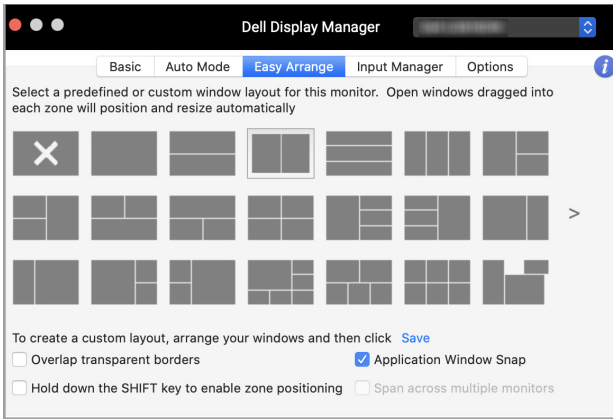 Dell Display Manager
Basic Auto Mode Easy Arrange Input Manager Options i
Select a predefined or custom window layout for this monitor. Open windows dragged into
each zone will position and resize automatically
>
To create a custom layout, arrange your windows and then click Save
Overlap transparent borders Application Window Snap
Hold down the SHIFT key to enable zone positioning Span across multiple monitors